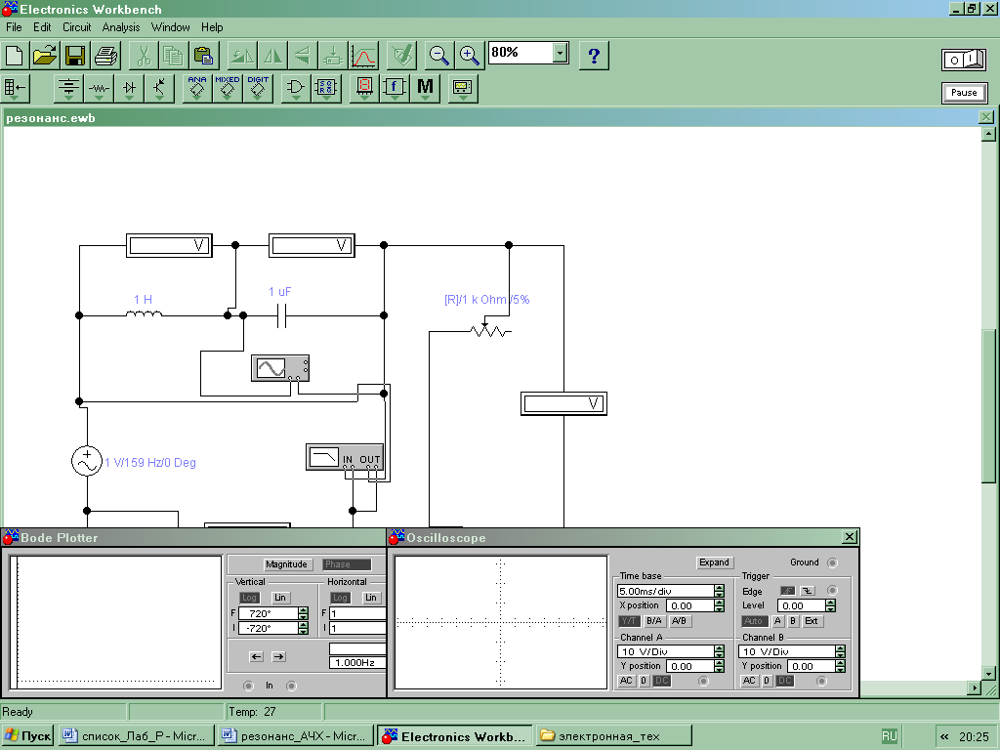 Electronics Workbench
File Edit Circuit Analysis Window Help
80% ?
O I
ANA MIXED DIGIT f M
Pause
резонанс.ewb
V V
1 H 1 uF [R]/1 k Ohm /5%
V
1 V/159 Hz/0 Deg
IN OUT
Bode Plotter
Magnitude Phase
Vertical Horizontal
Log Lin Log Lin
F 720° F 1
I -720° I 1
1.000Hz
In
Oscilloscope
Expand Ground
Time base Trigger
5.00ms/div Edge
X position 0.00 Level 0.00
Y/T B/A A/B Auto A B Ext
Channel A Channel B
10 V/Div 10 V/Div
Y position 0.00 Y position 0.00
AC 0 DC AC 0 DC
Ready Temp: 27
Пуск список_Лаб_Р - Micr... резонанс_АЧХ - Micr... Electronics Workb... электронная_тех RU « 20:25